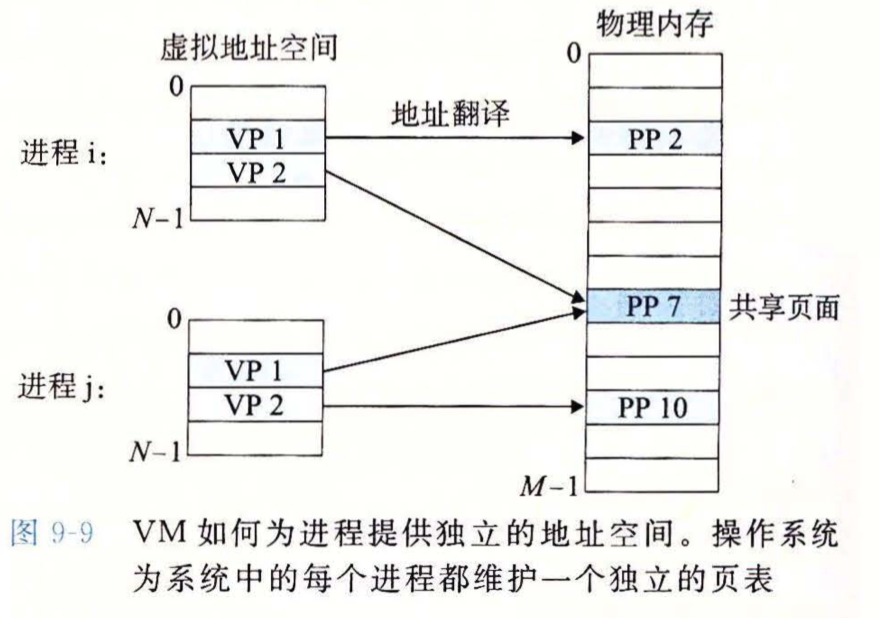 虚拟地址空间
物理内存
0
0
地址翻译
进程 i:
VP 1
PP 2
VP 2
N-1
PP 7
共享页面
0
进程 j:
VP 1
VP 2
PP 10
N-1
M-1
图 9-9 VM 如何为进程提供独立的地址空间。操作系统
为系统中的每个进程都维护一个独立的页表